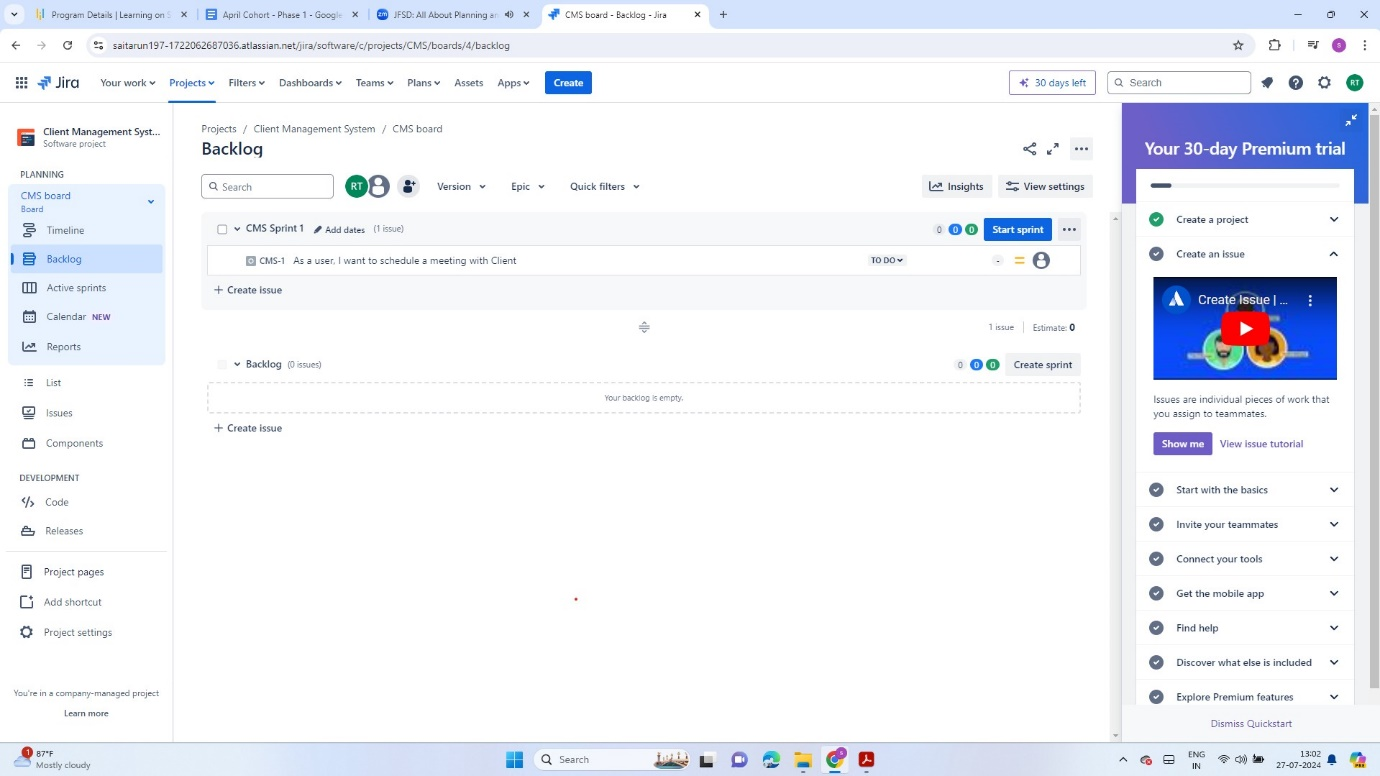 Program Details | Learning on S
April Cohort - Phase 1 - Google
JFSD: All About Planning an
CMS board - Backlog - Jira
saitarun197-1722062687036.atlassian.net/jira/software/c/projects/CMS/boards/4/backlog
S
Jira
Your work
Projects
Filters
Dashboards
Teams
Plans
Assets
Apps
Create
30 days left
Search
RT
Client Management Syst...
Software project
PLANNING
CMS board
Board
Timeline
Backlog
Active sprints
Calendar NEW
Reports
List
Issues
Components
DEVELOPMENT
Code
Releases
Project pages
Add shortcut
Project settings
You're in a company-managed project
Learn more
Projects / Client Management System / CMS board
Backlog
Search
RT
Version
Epic
Quick filters
Insights
View settings
CMS Sprint 1 Add dates (1 issue)
0 0 0 Start sprint
CMS-1 As a user, I want to schedule a meeting with Client
TO DO
-
+ Create issue
1 issue Estimate: 0
Backlog (0 issues)
0 0 0 Create sprint
Your backlog is empty.
+ Create issue
Your 30-day Premium trial
Create a project
Create an issue
Create Issue | ...
Issues are individual pieces of work that
you assign to teammates.
Show me View issue tutorial
Start with the basics
Invite your teammates
Connect your tools
Get the mobile app
Find help
Discover what else is included
Explore Premium features
Dismiss Quickstart
1
87°F
Mostly cloudy
Search
ENG
IN
13:02
27-07-2024